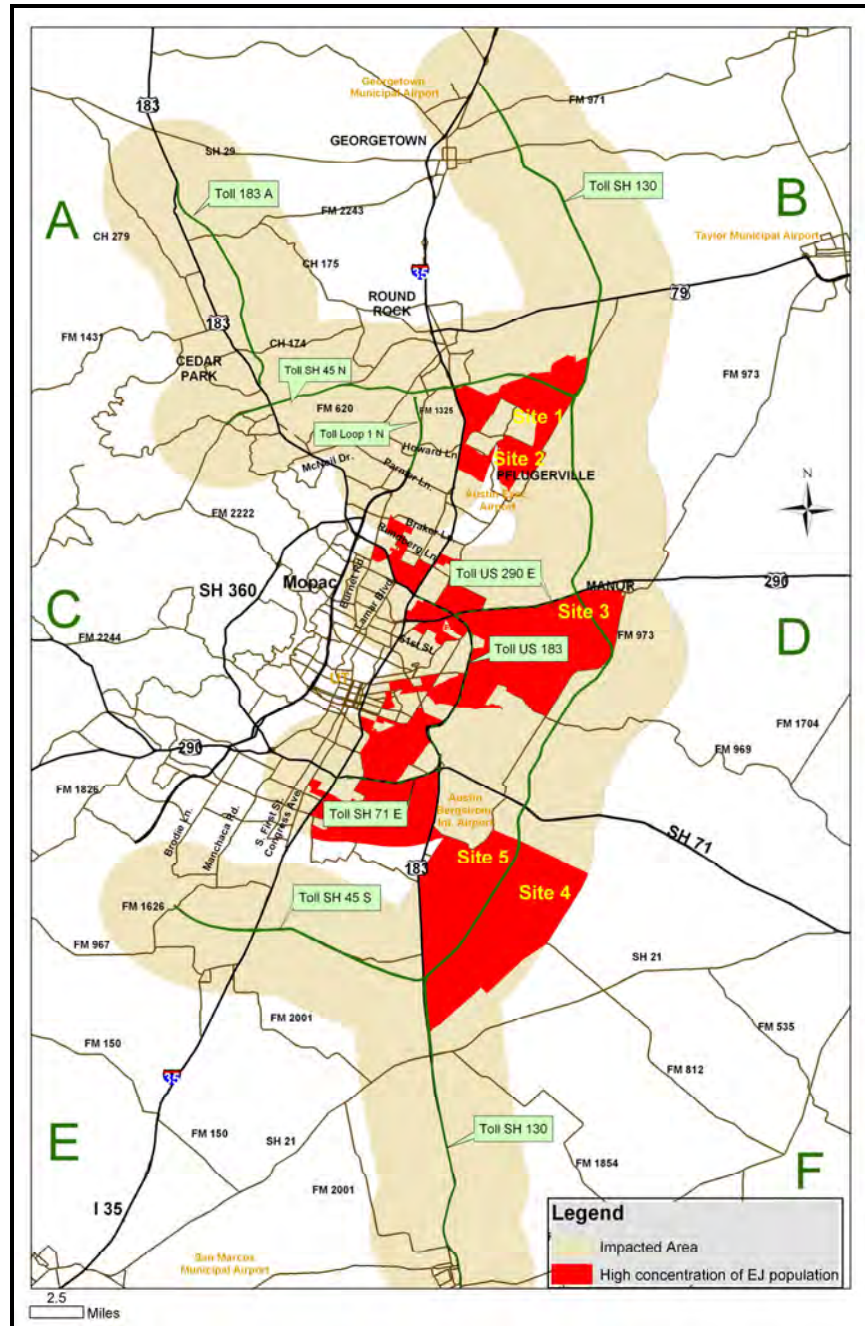 183
Georgetown
Municipal Airport
FM 971
GEORGETOWN
SH 29
B
Toll 183 A
Toll SH 130
A
FM 2243
Taylor Municipal Airport
CH 279
CH 175
35
ROUND
ROCK
79
183
FM 1431
CH 174
CEDAR
PARK
Toll SH 45 N
FM 973
FM 620
FM 1325
Site 1
Toll Loop 1 N
Howard Ln
McNeil Dr.
Site 2
Parmer Ln.
PFLUGERVILLE
Austin Exec.
Airport
N
FM 2222
Braker Ln
Rundberg Ln
Toll US 290 E
MANOR
290
SH 360
Mopac
Burnet Rd
Lamar Blvd
Site 3
C
FM 2244
51st St.
Toll US 183
FM 973
D
UT
FM 1704
290
FM 969
FM 1826
Brodie Ln.
Manchaca Rd.
S. First St
Congress Ave
Toll SH 71 E
Austin
Bergstrom
Int. Airport
SH 71
183
Site 5
Site 4
FM 1626
Toll SH 45 S
FM 967
SH 21
FM 2001
FM 150
FM 535
35
FM 812
E
FM 150
SH 21
Toll SH 130
FM 1854
F
FM 2001
I 35
San Marcos
Municipal Airport
Legend
Impacted Area
High concentration of EJ population
2.5
Miles